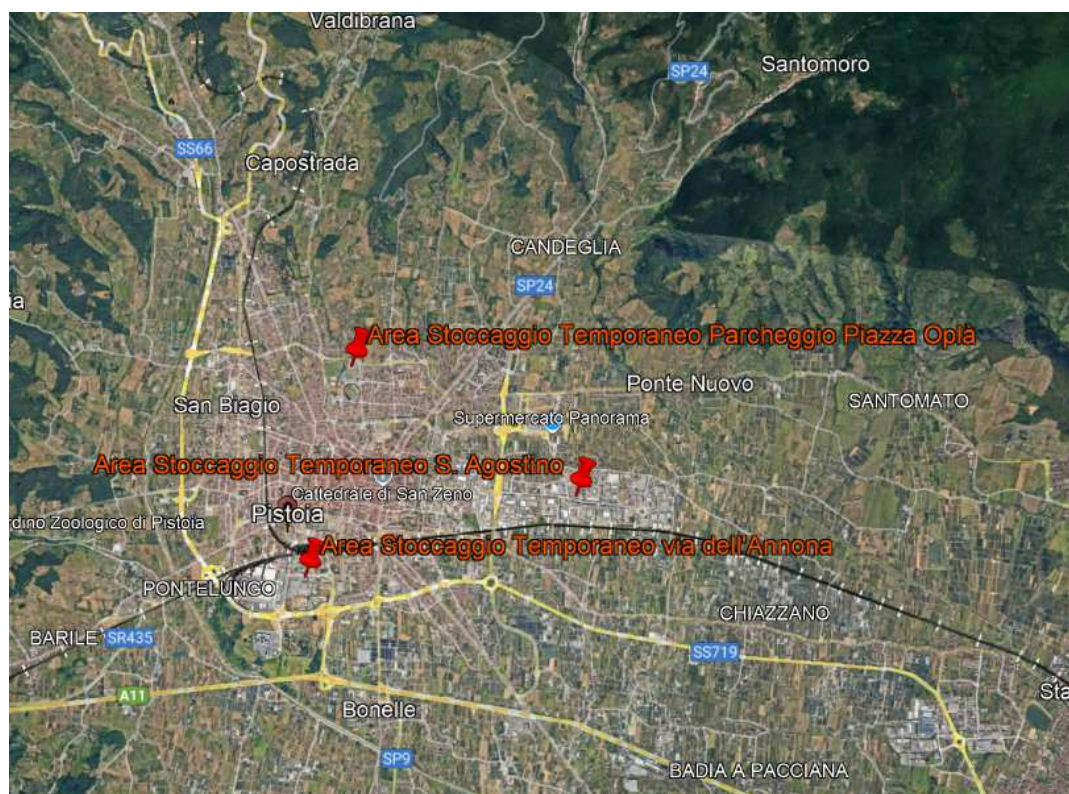 Valdibrana
SP24
Santomoro
SS66
Capostrada
CANDEGLIA
SP24
ia
Area Stoccaggio Temporaneo Parcheggio Piazza Oplà
Ponte Nuovo
San Biagio
SANTOMATO
Supermercato Panorama
Area Stoccaggio Temporaneo S. Agostino
Cattedrale di San Zeno
Pistoia
rdino Zoologico di Pistoia
Area Stoccaggio Temporaneo via dell'Annona
PONTELUNGO
CHIAZZANO
BARILE
SR435
SS719
A11
Sta
Bonelle
SP9
BADIA A PACCIANA